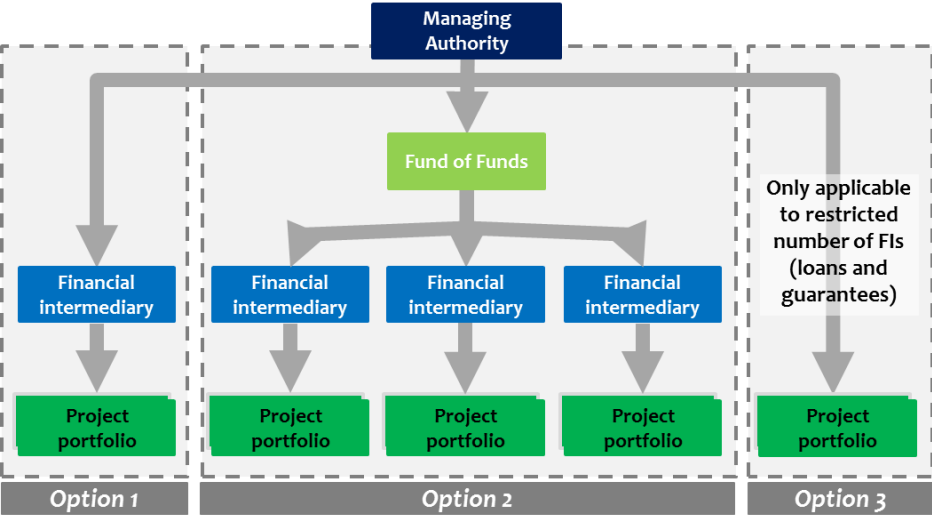 Managing
Authority
Fund of Funds
Only applicable
to restricted
number of FIs
(loans and
guarantees)
Financial
intermediary
Financial
intermediary
Financial
intermediary
Financial
intermediary
Project
portfolio
Project
portfolio
Project
portfolio
Project
portfolio
Project
portfolio
Option 1
Option 2
Option 3